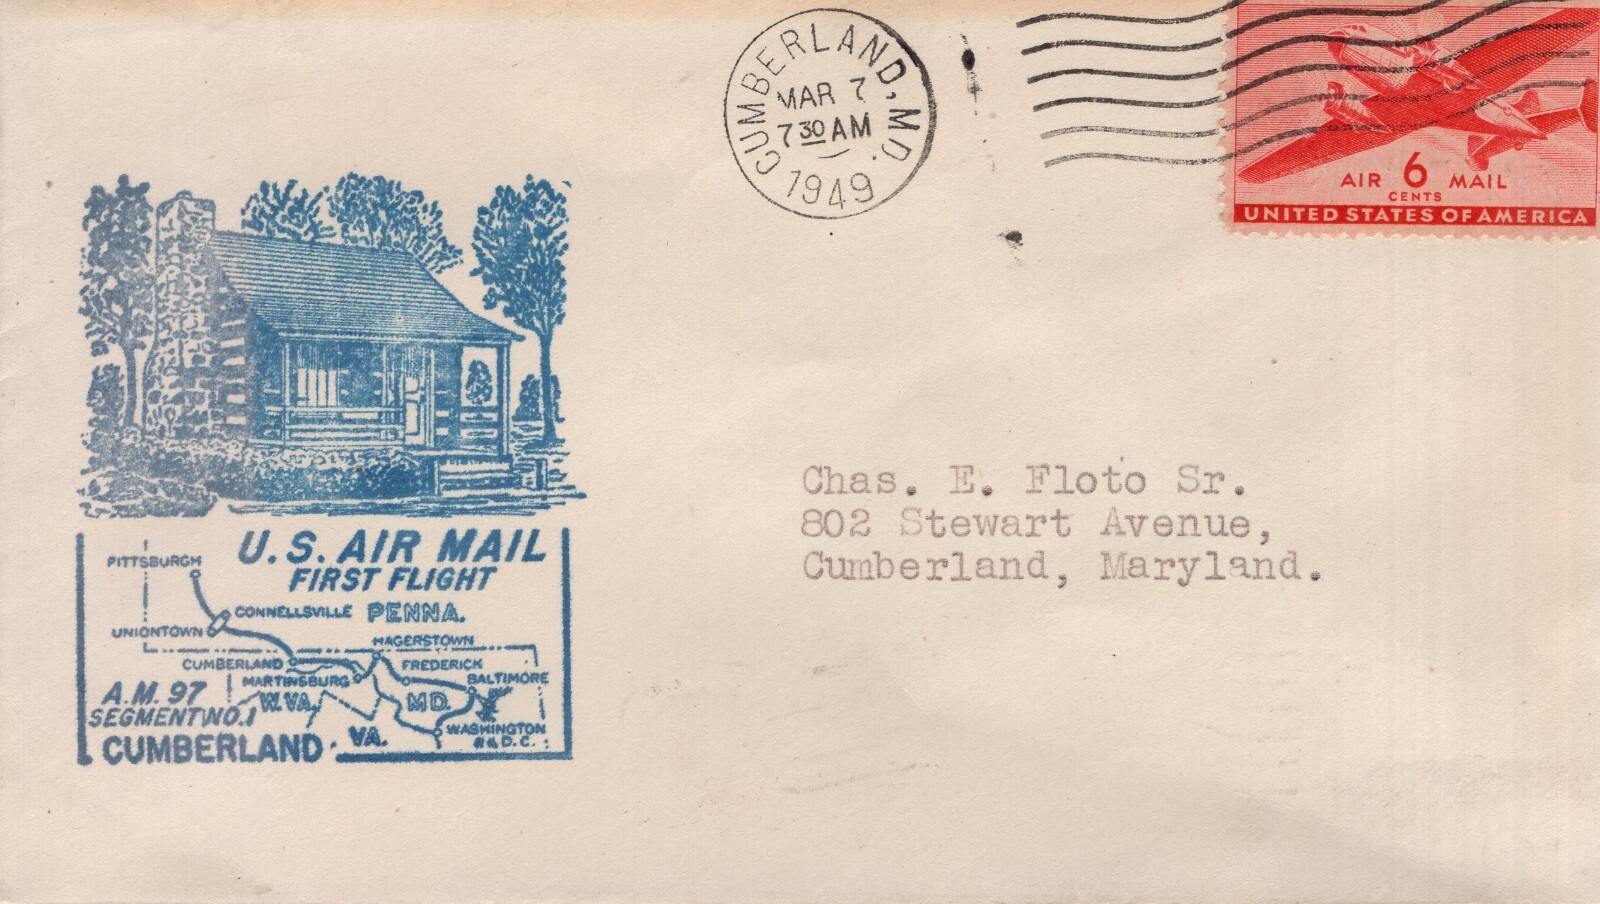 CUMBERLAND, MD.
MAR 7
7 30 AM
1949
AIR 6 MAIL
CENTS
UNITED STATES OF AMERICA
U.S. AIR MAIL
FIRST FLIGHT
PITTSBURGH
CONNELLSVILLE PENNA.
UNIONTOWN
HAGERSTOWN
CUMBERLAND
FREDERICK
MARTINSBURG
BALTIMORE
A.M. 97
W.VA.
MD.
SEGMENT NO.1
WASHINGTON
VA.
D.C.
CUMBERLAND
Chas. E. Floto Sr.
802 Stewart Avenue,
Cumberland, Maryland.